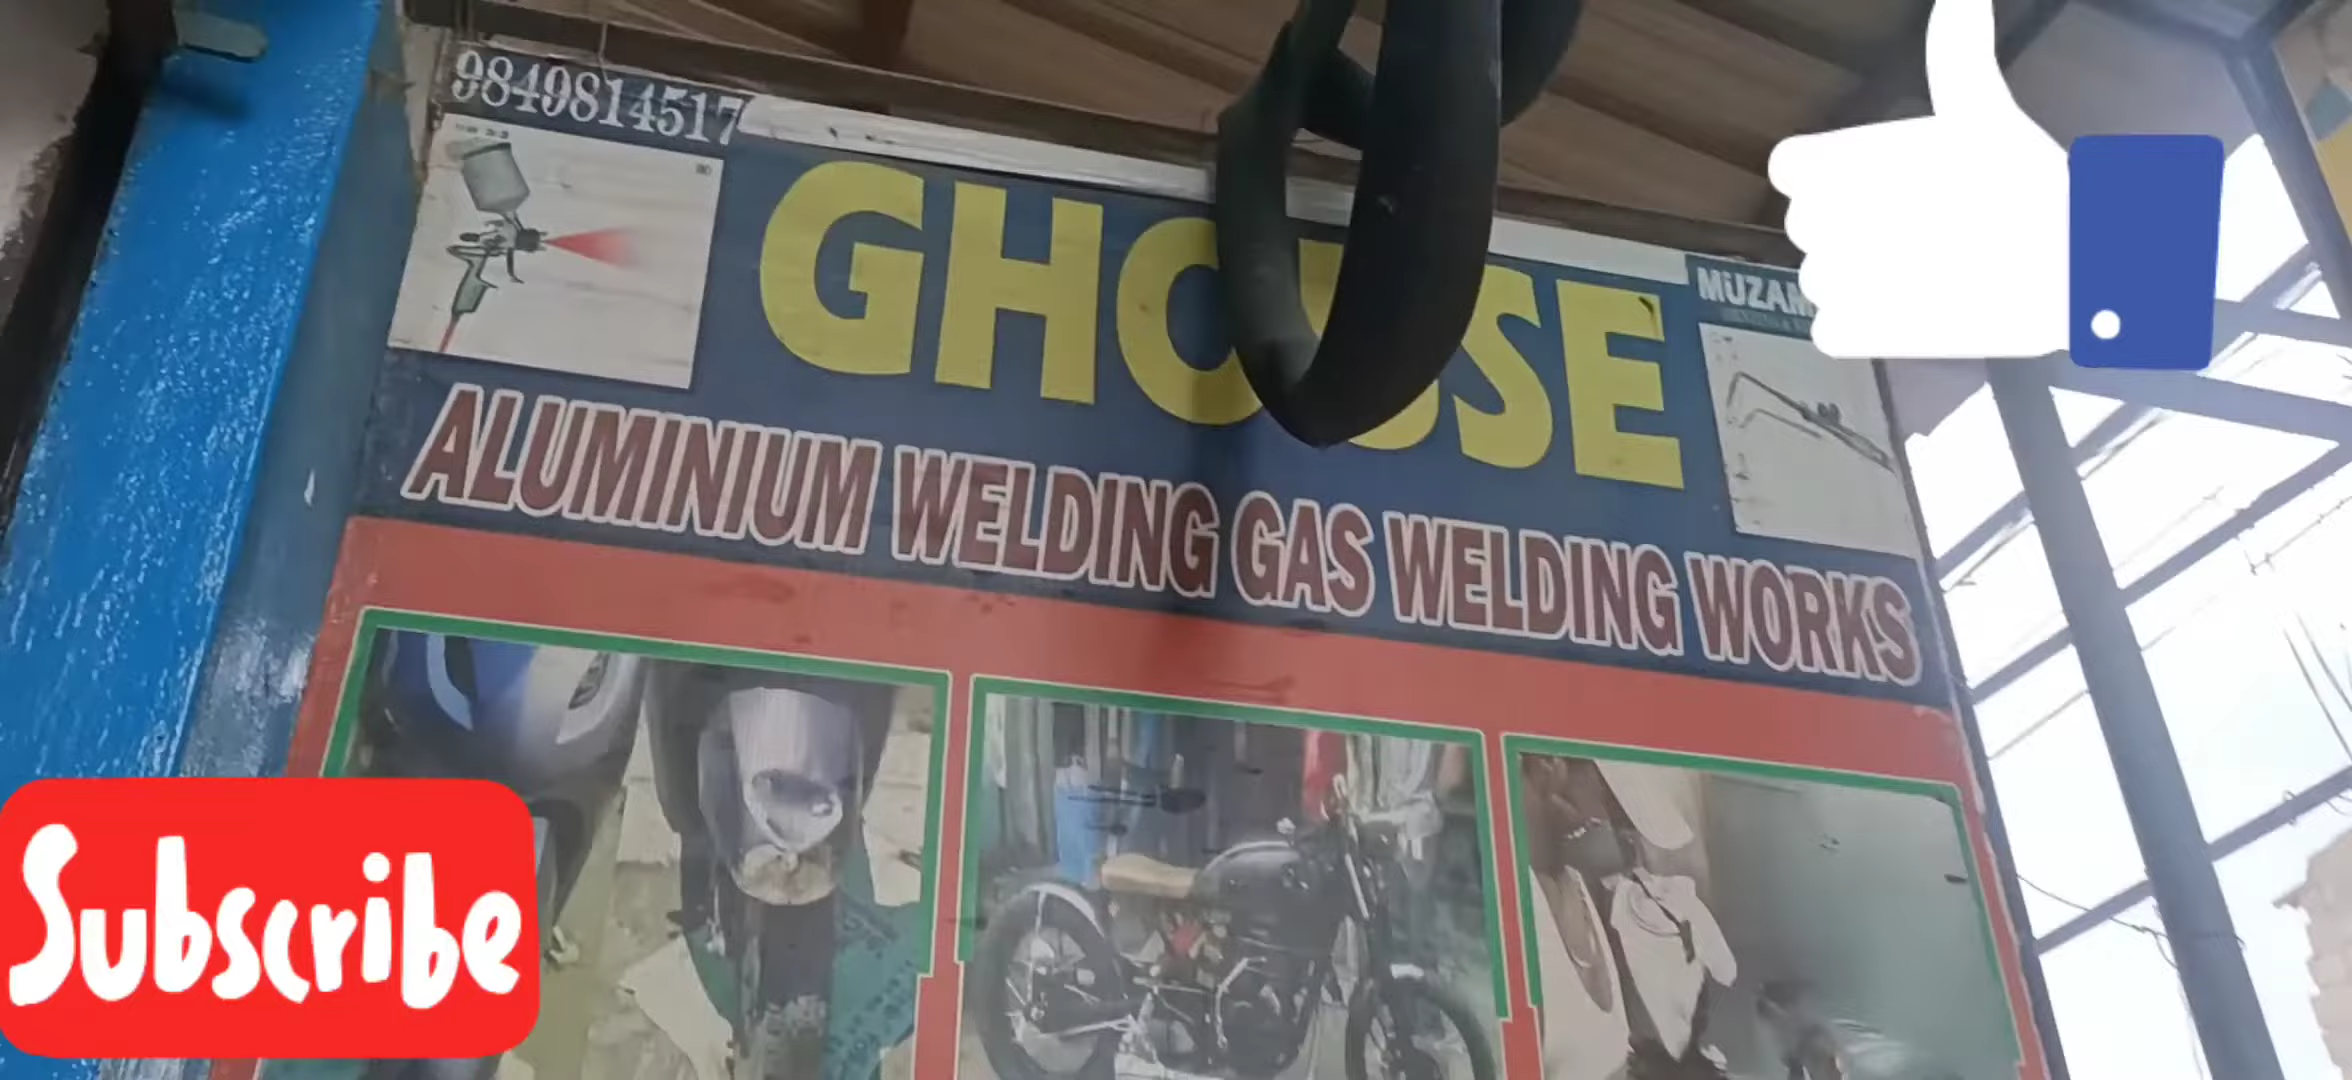 9849814517
GHOUSE
ALUMINIUM WELDING GAS WELDING WORKS
Subscribe